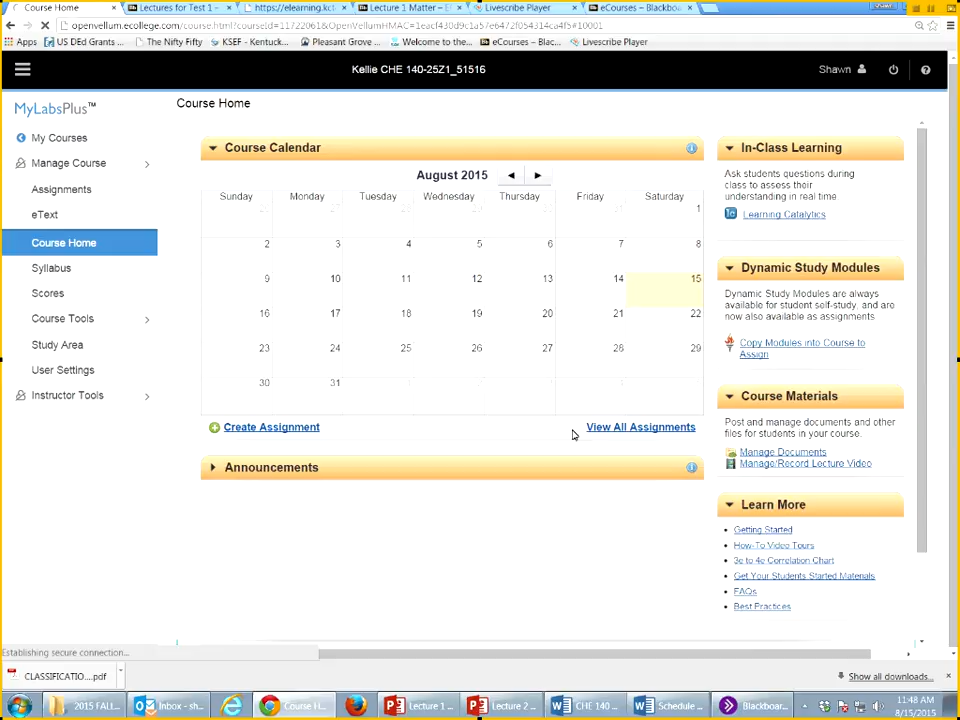 Course Home
Lectures for Test 1 -
https://elearning.kct
Lecture 1 Matter –
Livescribe Player
eCourses – Blackboa
openvellum.ecollege.com/course.html?courseId=11722061&OpenVellumHMAC=1eacf430d9c1a57e6472f054314ca4f5#10001
Apps
US DEd Grants ...
The Nifty Fifty
KSEF - Kentuck...
Pleasant Grove ...
Welcome to the...
eCourses – Blac...
Livescribe Player
Kellie CHE 140-25Z1_51516
Shawn
MyLabsPlus™
Course Home
My Courses
Manage Course
Assignments
eText
Course Home
Syllabus
Scores
Course Tools
Study Area
User Settings
Instructor Tools
Course Calendar
August 2015
Sunday Monday Tuesday Wednesday Thursday Friday Saturday
1
2 3 4 5 6 7 8
9 10 11 12 13 14 15
16 17 18 19 20 21 22
23 24 25 26 27 28 29
30 31
Create Assignment
View All Assignments
Announcements
In-Class Learning
Ask students questions during
class to assess their
understanding in real time.
Learning Catalytics
Dynamic Study Modules
Dynamic Study Modules are always
available for student self-study, and are
now also available as assignments
Copy Modules into Course to
Assign
Course Materials
Post and manage documents and other
files for students in your course.
Manage Documents
Manage/Record Lecture Video
Learn More
Getting Started
How-To Video Tours
3e to 4e Correlation Chart
Get Your Students Started Materials
FAQs
Best Practices
Establishing secure connection...
CLASSIFICATIO....pdf
Show all downloads...
2015 FALL...
Inbox - sh...
Course H...
Lecture 1 ...
Lecture 2 ...
CHE 140 ...
Schedule ...
Blackboar...
11:48 AM
8/15/2015